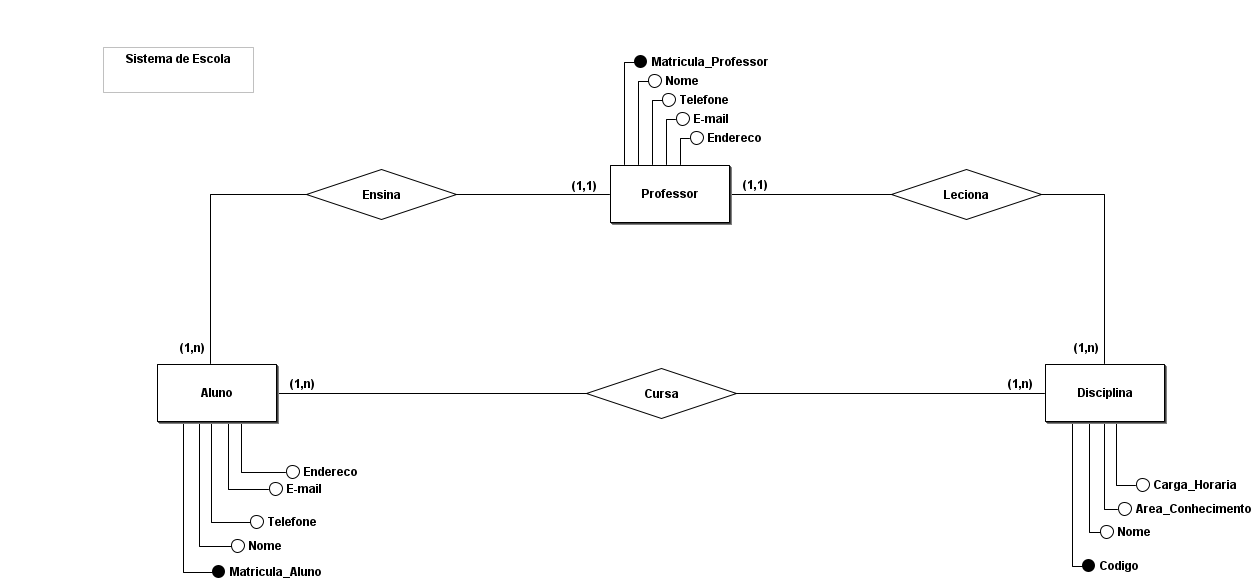 Sistema de Escola
Matricula_Professor
Nome
Telefone
E-mail
Endereco
Ensina
(1,1)
Professor
(1,1)
Leciona
(1,n)
(1,n)
Aluno
(1,n)
Cursa
(1,n)
Disciplina
Endereco
E-mail
Telefone
Nome
Matricula_Aluno
Carga_Horaria
Area_Conhecimento
Nome
Codigo